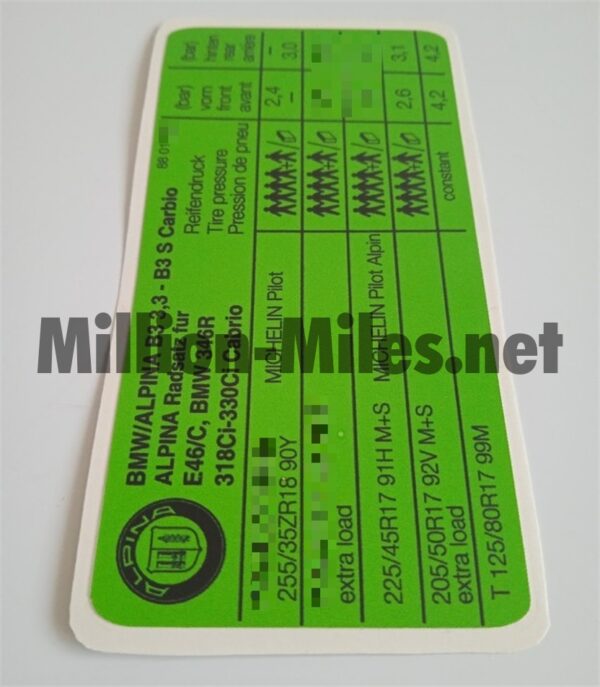 BMW/ALPINA B3 3,3 - B3 S Carbio
ALPINA Radsatz für
E46/C, BMW 346R
318Ci-330Ci Cabrio
ALPINA
88 01
Reifendruck
Tire pressure
Pression de pneu
(bar)
vorn
front
avant
(bar)
hinten
rear
arrière
MICHELIN Pilot
2,4
–
255/35ZR18 90Y
–
3,0
extra load
225/45R17 91H M+S
MICHELIN Pilot Alpin
205/50R17 92V M+S
extra load
2,6
3,1
T 125/80R17 99M
constant
4,2
4,2
Million-Miles.net